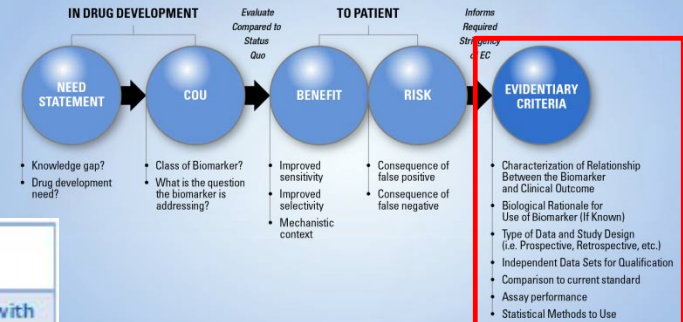 IN DRUG DEVELOPMENT
Evaluate
Compared to
Status
Quo
TO PATIENT
Informs
Required
Stringency
of EC
NEED
STATEMENT
COU
BENEFIT
RISK
EVIDENTIARY
CRITERIA
• Knowledge gap?
• Drug development
need?
• Class of Biomarker?
• What is the question
the biomarker is
addressing?
• Improved
sensitivity
• Improved
selectivity
• Mechanistic
context
• Consequence of
false positive
• Consequence of
false negative
• Characterization of Relationship
Between the Biomarker
and Clinical Outcome
• Biological Rationale for
Use of Biomarker (If Known)
• Type of Data and Study Design
(i.e. Prospective, Retrospective, etc.)
• Independent Data Sets for Qualification
• Comparison to current standard
• Assay performance
• Statistical Methods to Use
with